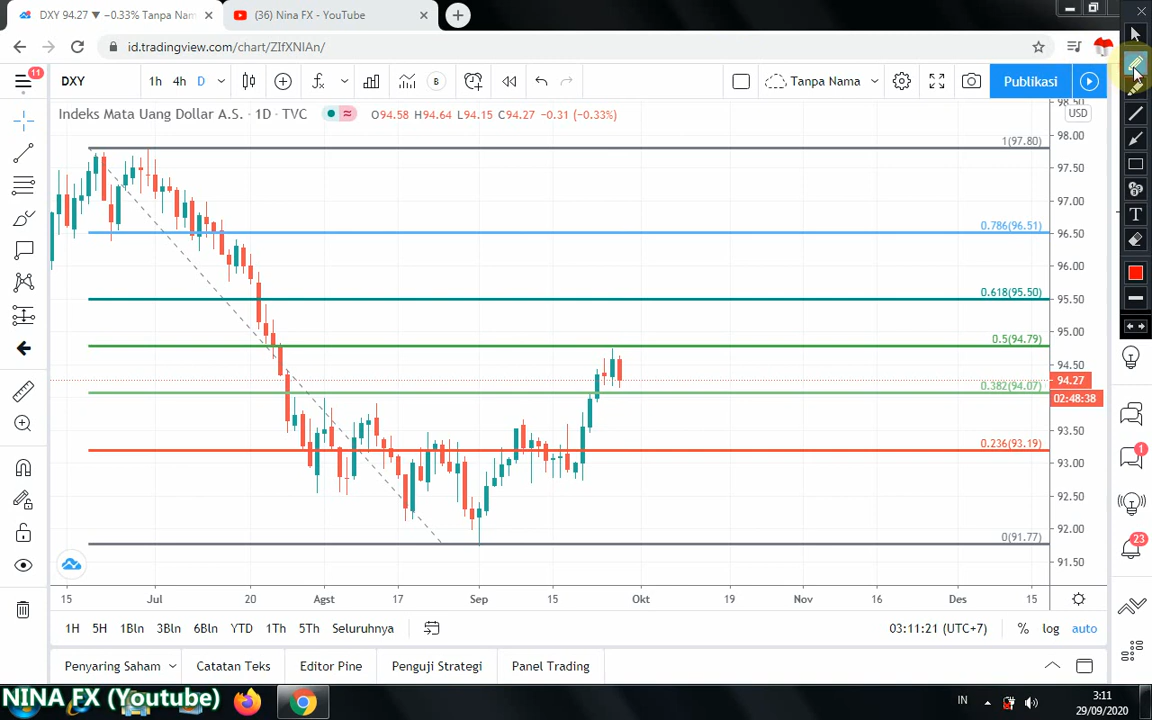 DXY 94.27 ▼ −0.33% Tanpa Nam
(36) Nina FX - YouTube
id.tradingview.com/chart/ZIfXNIAn/
11
DXY
1h 4h D
B
Tanpa Nama
Publikasi
Indeks Mata Uang Dollar A.S. · 1D · TVC
O94.58 H94.64 L94.15 C94.27 −0.31 (−0.33%)
USD
98.50
98.00
97.50
97.00
96.50
96.00
95.50
95.00
94.50
94.27
02:48:38
93.50
93.00
92.50
92.00
91.50
1(97.80)
0.786(96.51)
0.618(95.50)
0.5(94.79)
0.382(94.07)
0.236(93.19)
0(91.77)
T
1
23
15 Jul 20 Agst 17 Sep 15 Okt 19 Nov 16 Des 15
1H 5H 1Bln 3Bln 6Bln YTD 1Th 5Th Seluruhnya
03:11:21 (UTC+7) % log auto
Penyaring Saham Catatan Teks Editor Pine Penguji Strategi Panel Trading
NINA FX (Youtube)
IN
3:11
29/09/2020